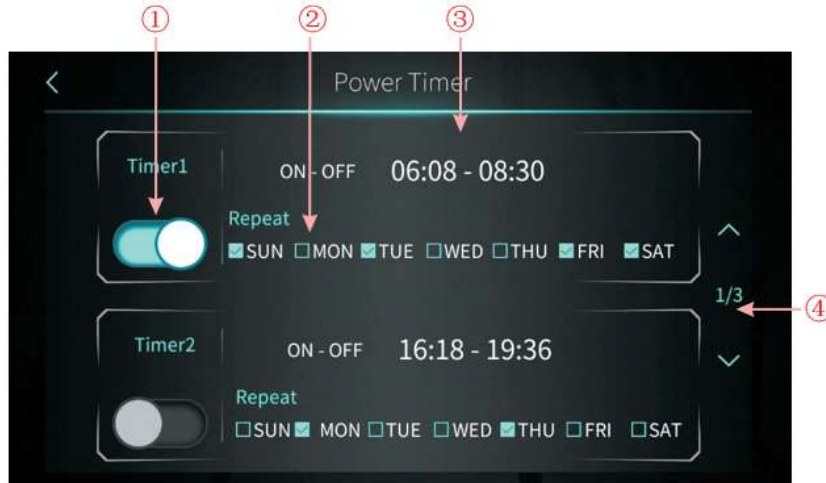 ① ② ③
Power Timer
Timer1
ON - OFF 06:08 - 08:30
Repeat
SUN MON TUE WED THU FRI SAT
1/3
④
Timer2
ON - OFF 16:18 - 19:36
Repeat
SUN MON TUE WED THU FRI SAT